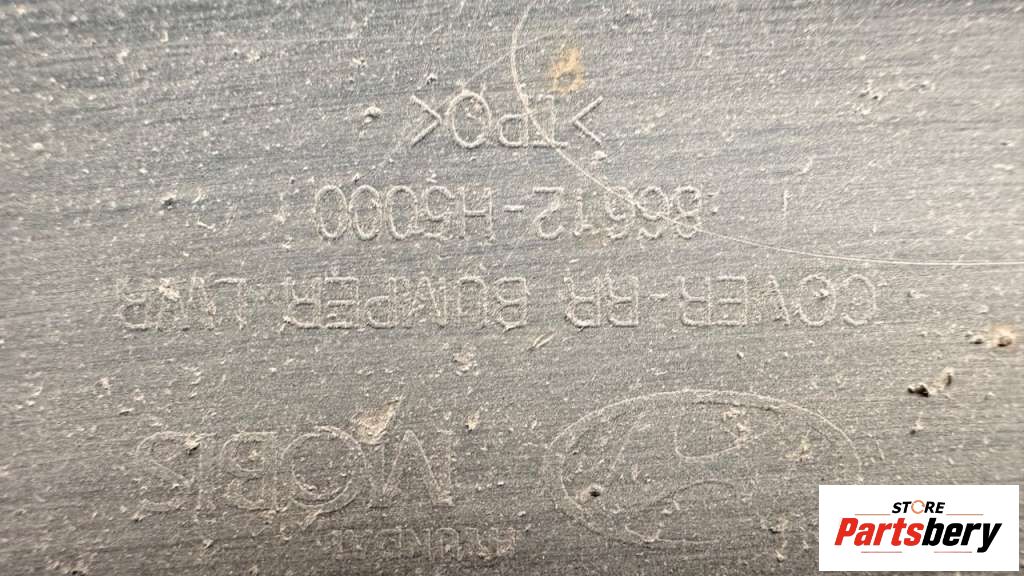 MOBIS
COVER-RR BUMPER LWR
86612-H5000
>TPO<
STORE
Partsbery